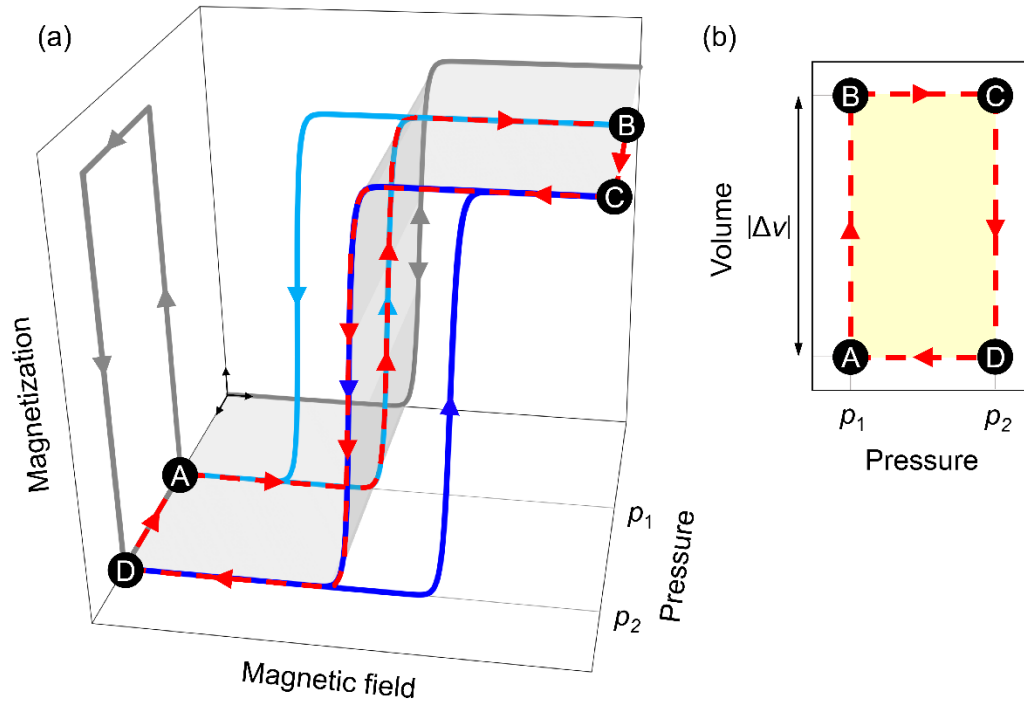 (a)
B
C
A
D
Magnetization
Magnetic field
Pressure
p₁
p₂
(b)
B
C
A
D
Volume
|Δv|
p₁
p₂
Pressure